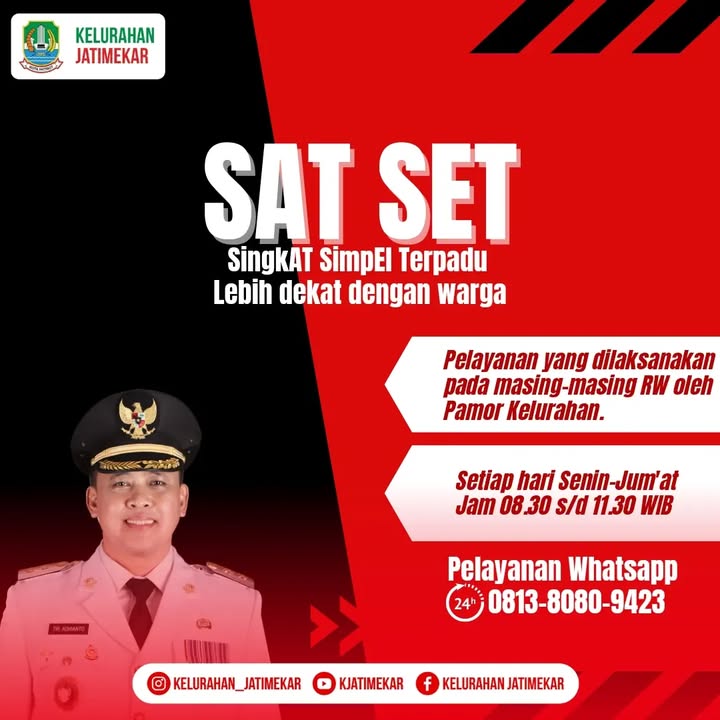 KELURAHAN
JATIMEKAR
SAT SET
SingkAT SimpEl Terpadu
Lebih dekat dengan warga
Pelayanan yang dilaksanakan
pada masing-masing RW oleh
Pamor Kelurahan.
Setiap hari Senin-Jum'at
Jam 08.30 s/d 11.30 WIB
Pelayanan Whatsapp
24h 0813-8080-9423
TRI ADHIANTO
KELURAHAN_JATIMEKAR KJATIMEKAR KELURAHAN JATIMEKAR